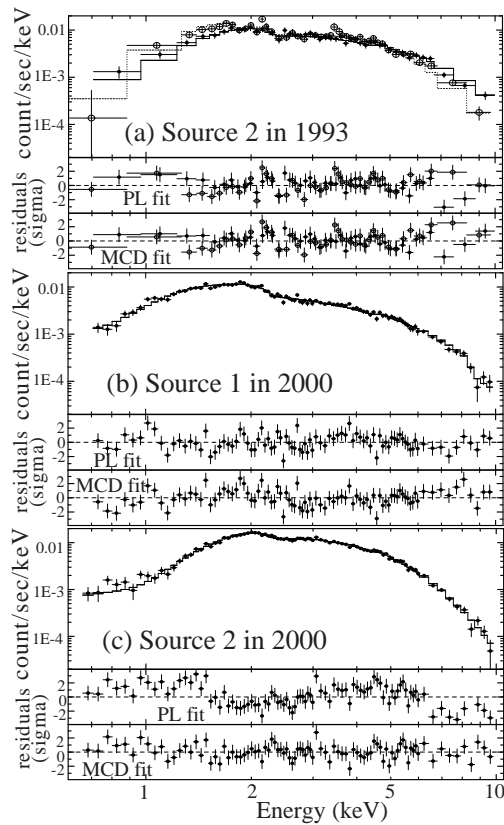 count/sec/keV
0.01
1E-3
1E-4
(a) Source 2 in 1993
residuals
(sigma)
2
0
-2
PL fit
2
0
-2
MCD fit
count/sec/keV
0.01
1E-3
1E-4
(b) Source 1 in 2000
residuals
(sigma)
2
0
-2
PL fit
2
0
-2
MCD fit
count/sec/keV
0.01
1E-3
1E-4
(c) Source 2 in 2000
residuals
(sigma)
2
0
-2
PL fit
2
0
-2
MCD fit
1 2 5 10
Energy (keV)